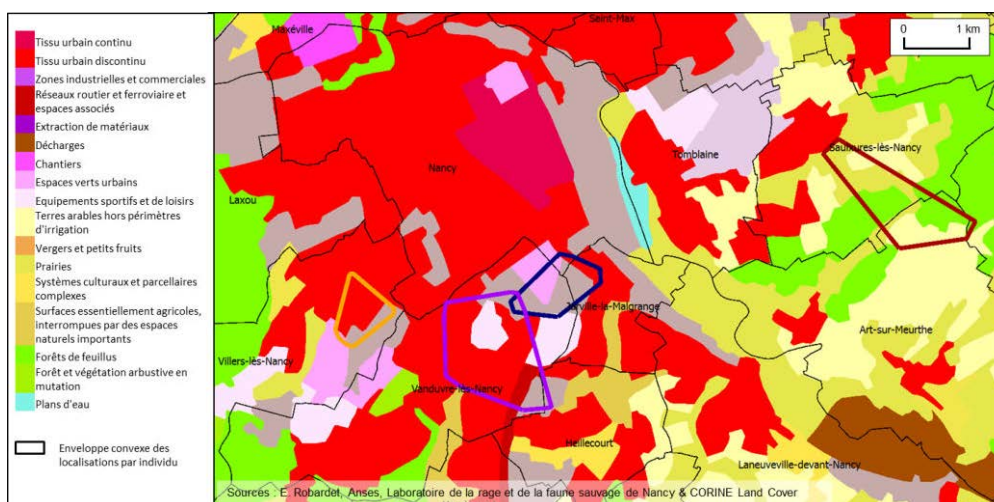 Tissu urbain continu
Tissu urbain discontinu
Zones industrielles et commerciales
Réseaux routier et ferroviaire et
espaces associés
Extraction de matériaux
Décharges
Chantiers
Espaces verts urbains
Equipements sportifs et de loisirs
Terres arables hors périmètres
d'irrigation
Vergers et petits fruits
Prairies
Systèmes culturaux et parcellaires
complexes
Surfaces essentiellement agricoles,
interrompues par des espaces
naturels importants
Forêts de feuillus
Forêt et végétation arbustive en
mutation
Plans d'eau
Enveloppe convexe des
localisations par individu
Maxéville
Saint-Max
0 1 km
Nancy
Tomblaine
Saulxures-lès-Nancy
Laxou
Jarville-la-Malgrange
Art-sur-Meurthe
Villers-lès-Nancy
Vandœuvre-lès-Nancy
Heillecourt
Laneuveville-devant-Nancy
Sources : E. Robardet, Anses, Laboratoire de la rage et de la faune sauvage de Nancy & CORINE Land Cover